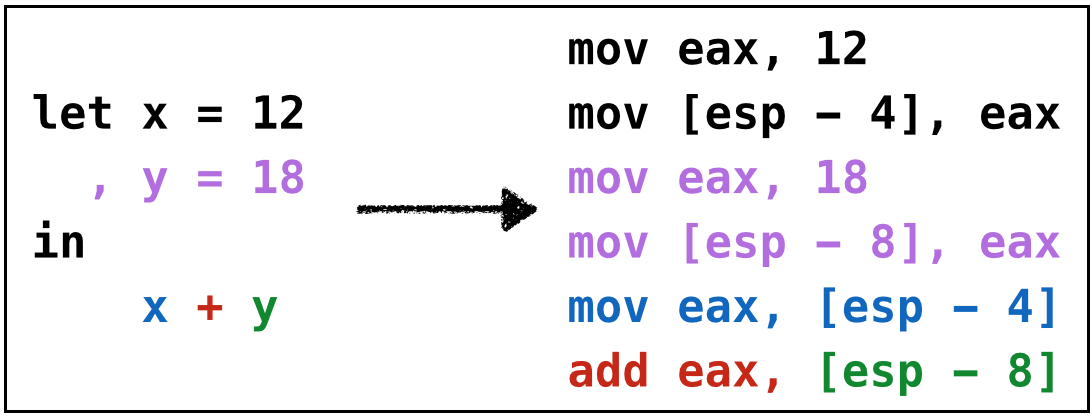 let x = 12
  , y = 18
in
    x + y
mov eax, 12
mov [esp - 4], eax
mov eax, 18
mov [esp - 8], eax
mov eax, [esp - 4]
add eax, [esp - 8]